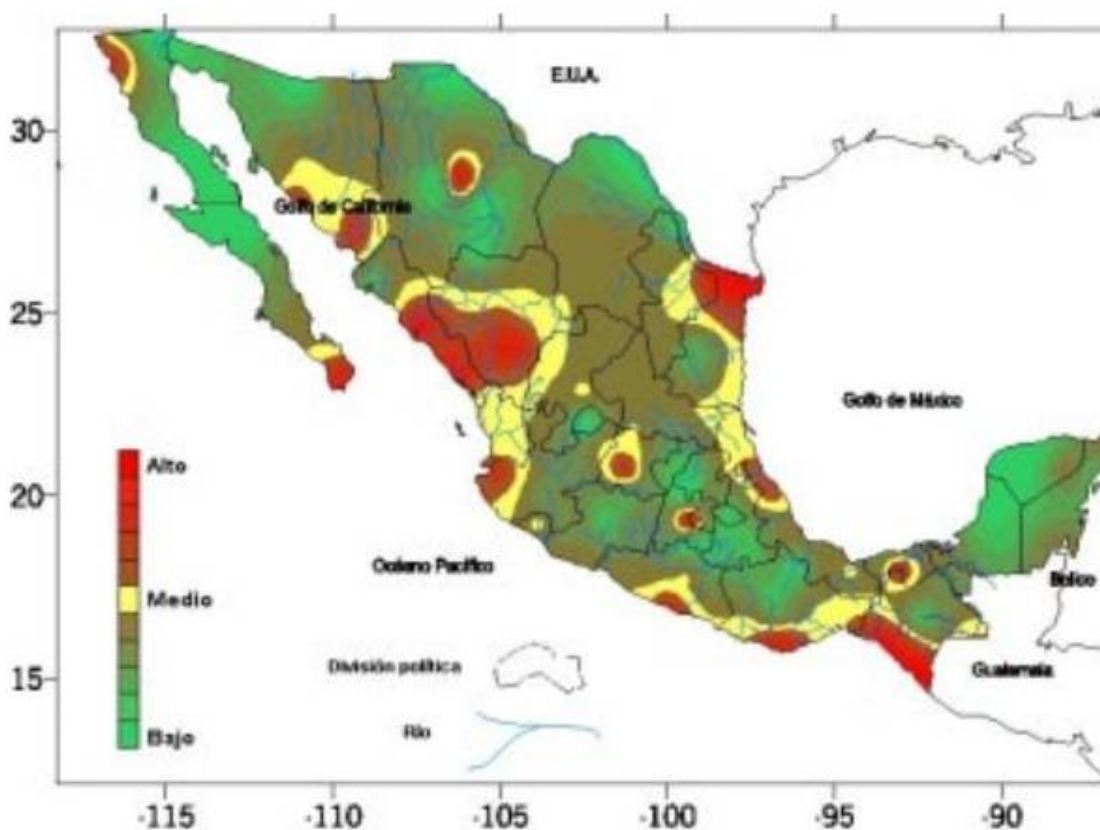 E.U.A.
30
Golfo de California
25
Golfo de México
Alto
20
Océano Pacífico
Belice
Medio
División política
Guatemala
15
Río
Bajo
-115
-110
-105
-100
-95
-90